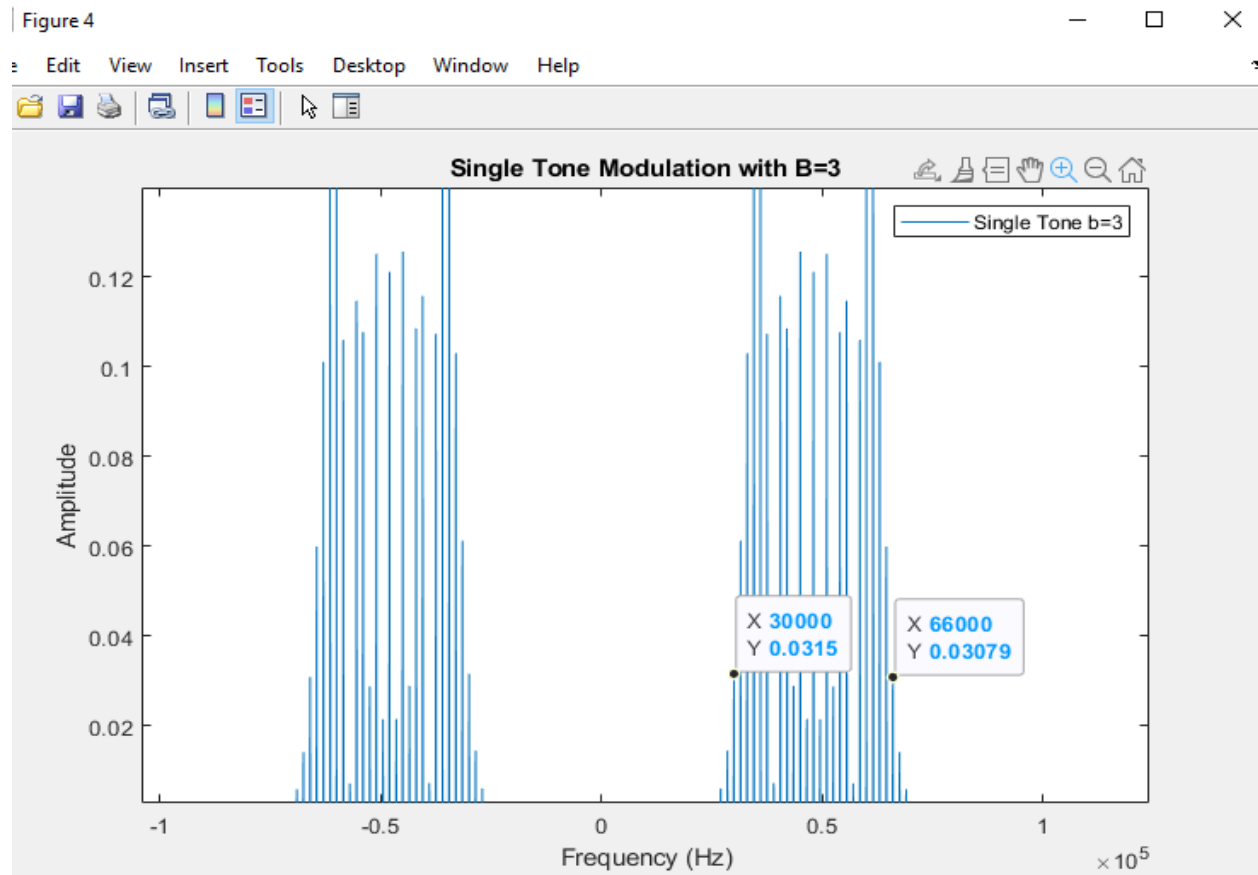 Figure 4
e Edit View Insert Tools Desktop Window Help
Single Tone Modulation with B=3
Single Tone b=3
0.12
0.1
0.08
0.06
0.04
0.02
Amplitude
X 30000
Y 0.0315
X 66000
Y 0.03079
-1 -0.5 0 0.5 1
Frequency (Hz)
×10⁵